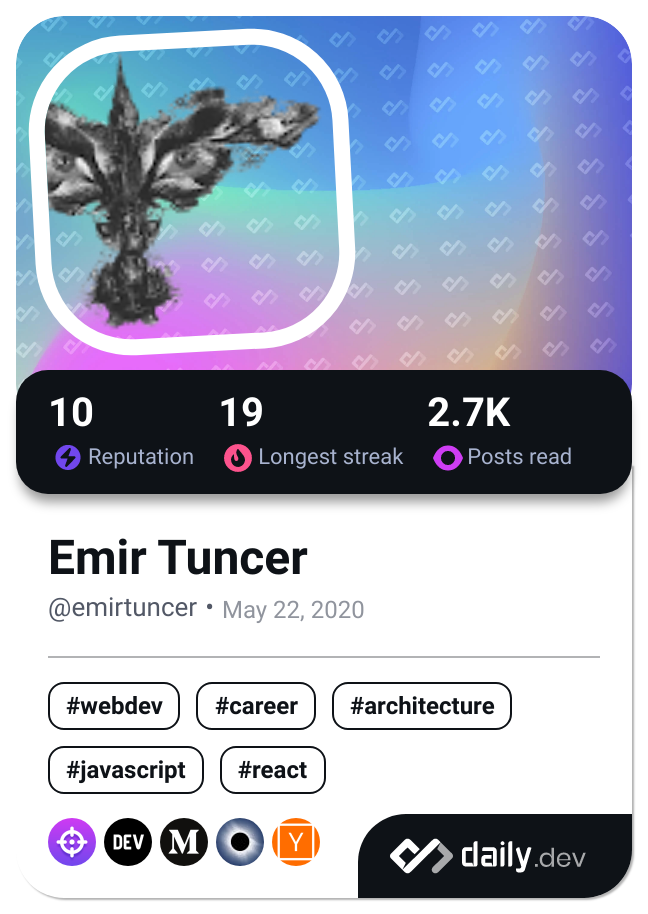 10 19 2.7K
Reputation Longest streak Posts read
Emir Tuncer
@emirtuncer • May 22, 2020
#webdev #career #architecture
#javascript #react
DEV M Y
daily.dev